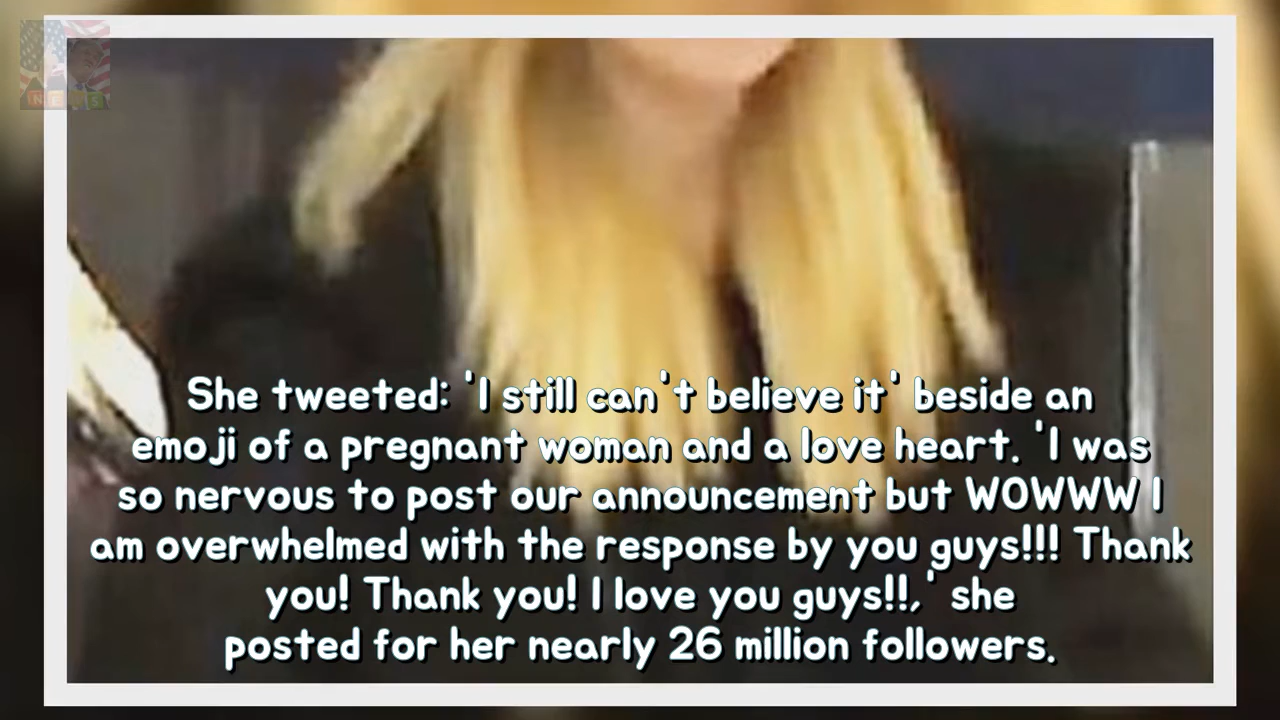 NEWS
She tweeted: 'I still can't believe it' beside an
emoji of a pregnant woman and a love heart. 'I was
so nervous to post our announcement but WOWWW I
am overwhelmed with the response by you guys!!! Thank
you! Thank you! I love you guys!!,' she
posted for her nearly 26 million followers.